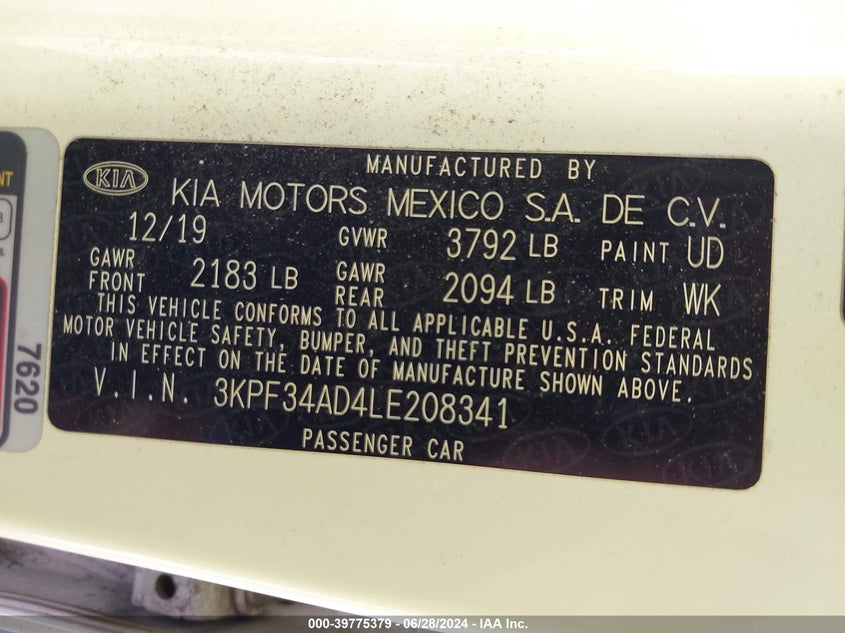 MANUFACTURED BY
KIA KIA MOTORS MEXICO S.A. DE C.V.
12/19 GVWR 3792 LB PAINT UD
GAWR FRONT 2183 LB GAWR REAR 2094 LB TRIM WK
THIS VEHICLE CONFORMS TO ALL APPLICABLE U.S.A. FEDERAL
MOTOR VEHICLE SAFETY, BUMPER, AND THEFT PREVENTION STANDARDS
IN EFFECT ON THE DATE OF MANUFACTURE SHOWN ABOVE.
V.I.N. 3KPF34AD4LE208341
PASSENGER CAR
NT
7620
000-39775379 - 06/28/2024 - IAA Inc.